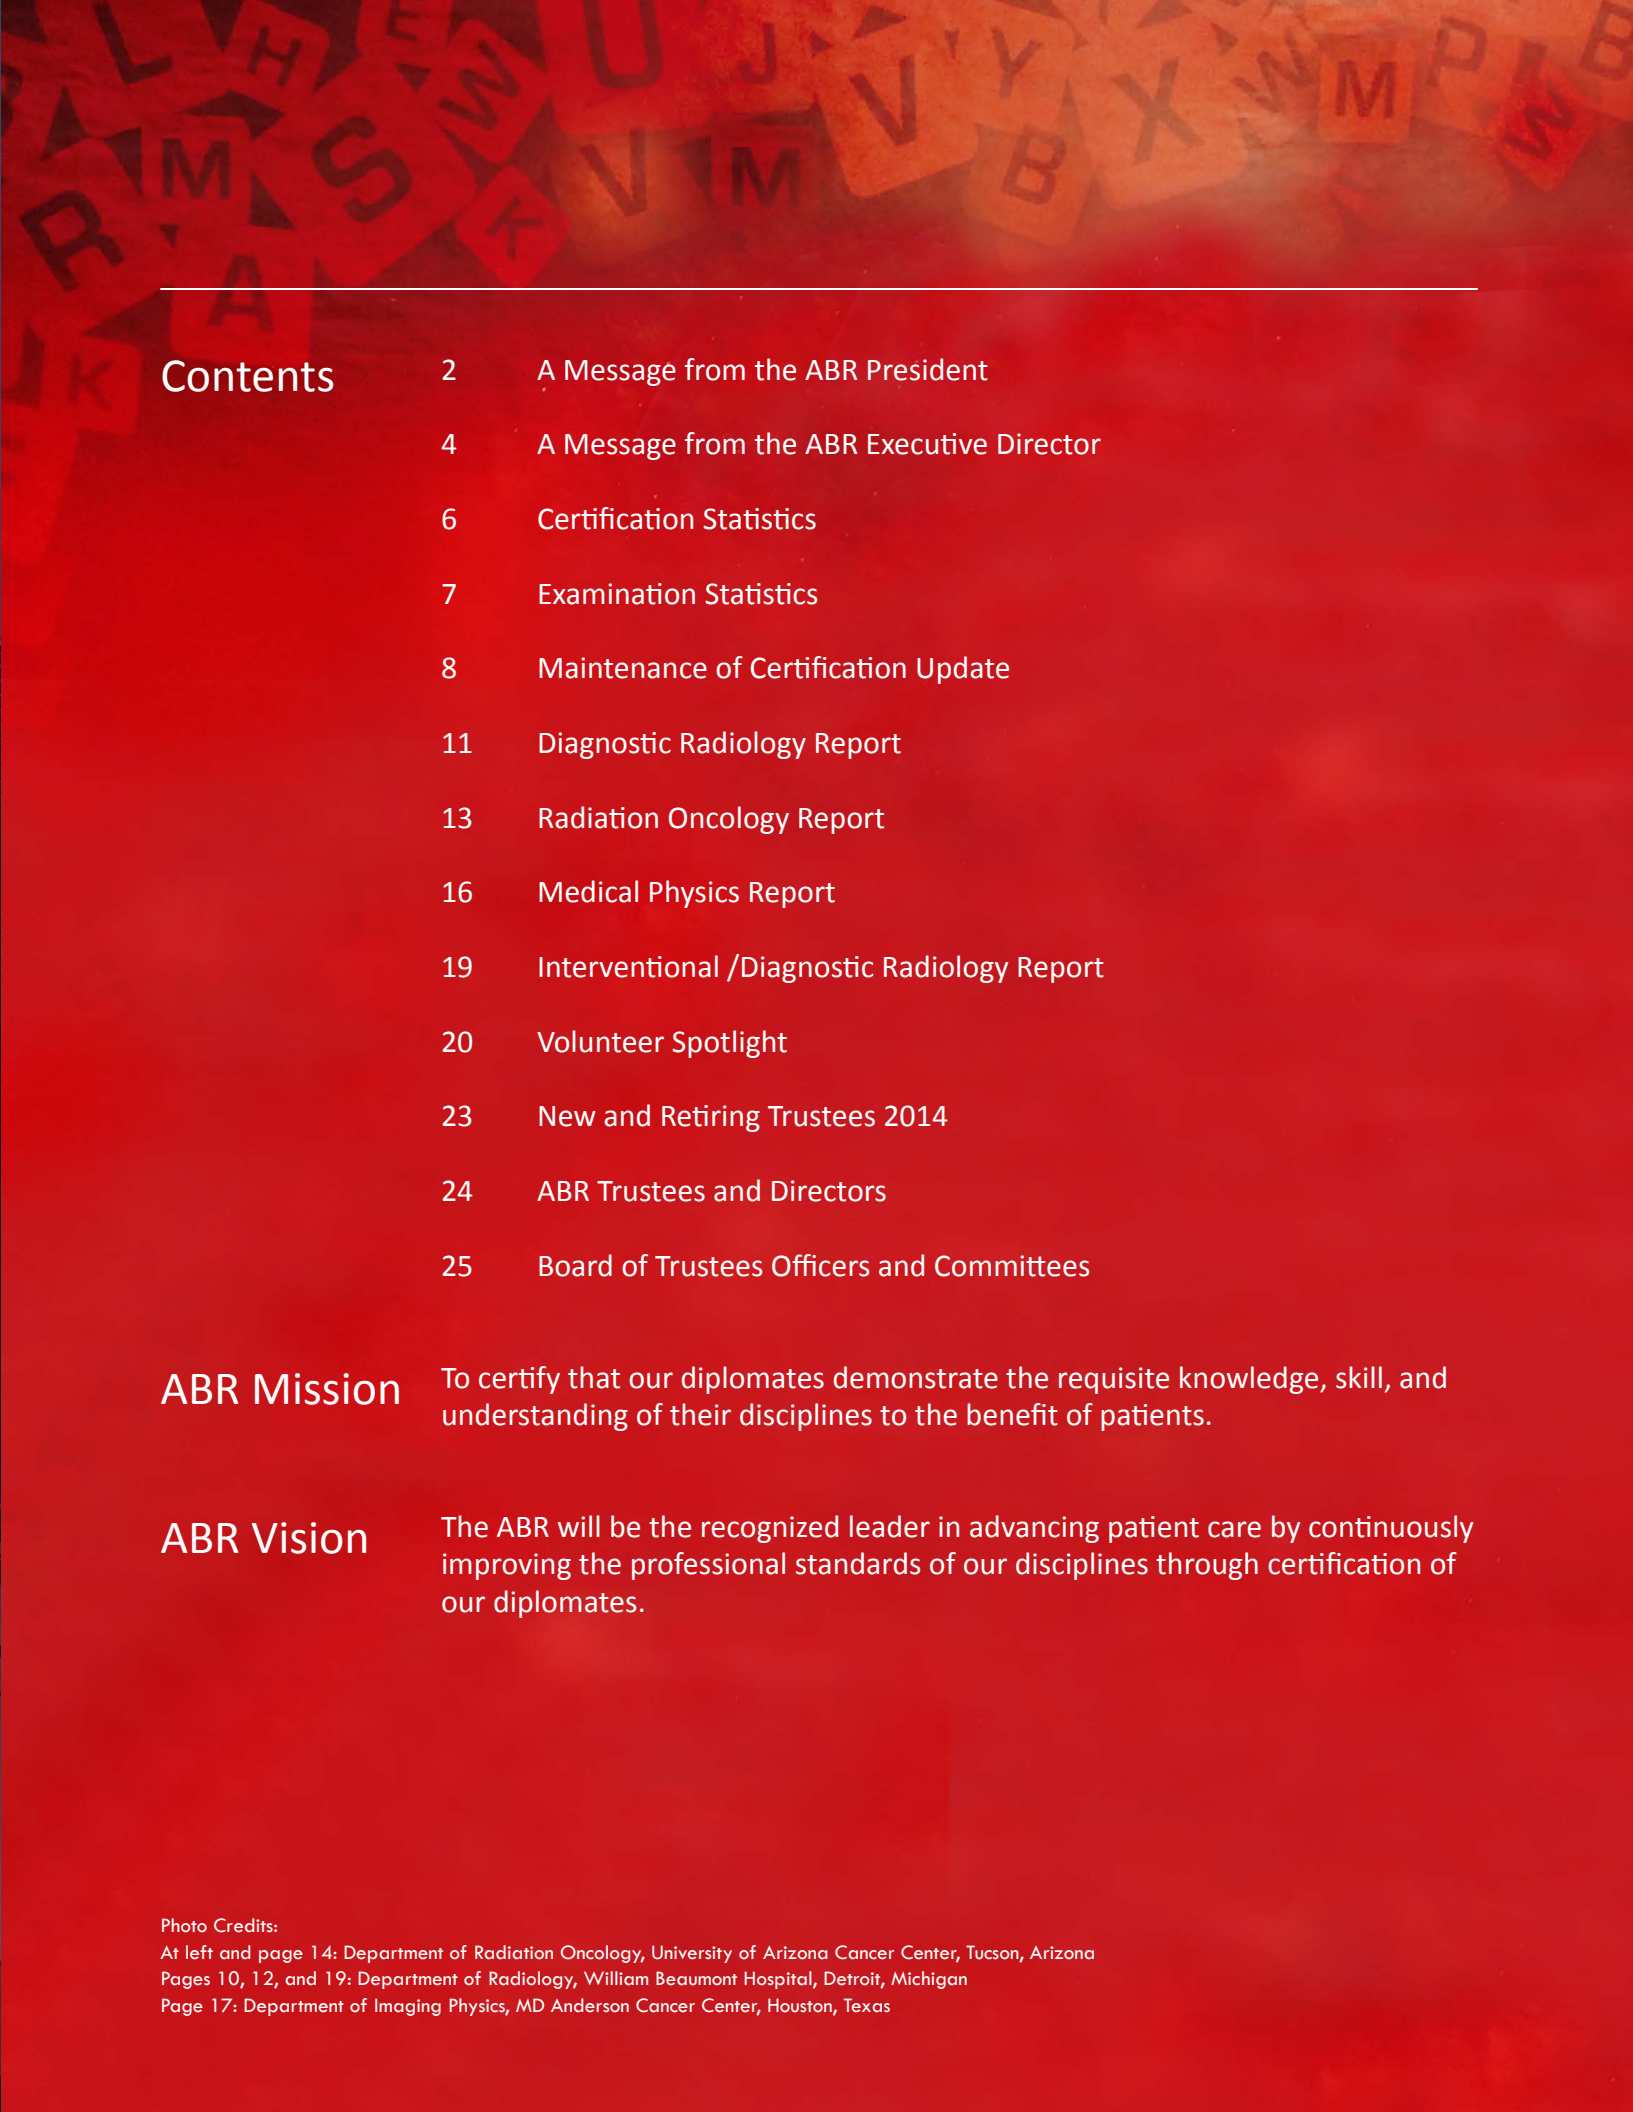 L H E W U J V Y X W M P B
R M S K V M B W
A
K
Contents
2 A Message from the ABR President
4 A Message from the ABR Executive Director
6 Certification Statistics
7 Examination Statistics
8 Maintenance of Certification Update
11 Diagnostic Radiology Report
13 Radiation Oncology Report
16 Medical Physics Report
19 Interventional /Diagnostic Radiology Report
20 Volunteer Spotlight
23 New and Retiring Trustees 2014
24 ABR Trustees and Directors
25 Board of Trustees Officers and Committees
ABR Mission
To certify that our diplomates demonstrate the requisite knowledge, skill, and
understanding of their disciplines to the benefit of patients.
ABR Vision
The ABR will be the recognized leader in advancing patient care by continuously
improving the professional standards of our disciplines through certification of
our diplomates.
Photo Credits:
At left and page 14: Department of Radiation Oncology, University of Arizona Cancer Center, Tucson, Arizona
Pages 10, 12, and 19: Department of Radiology, William Beaumont Hospital, Detroit, Michigan
Page 17: Department of Imaging Physics, MD Anderson Cancer Center, Houston, Texas